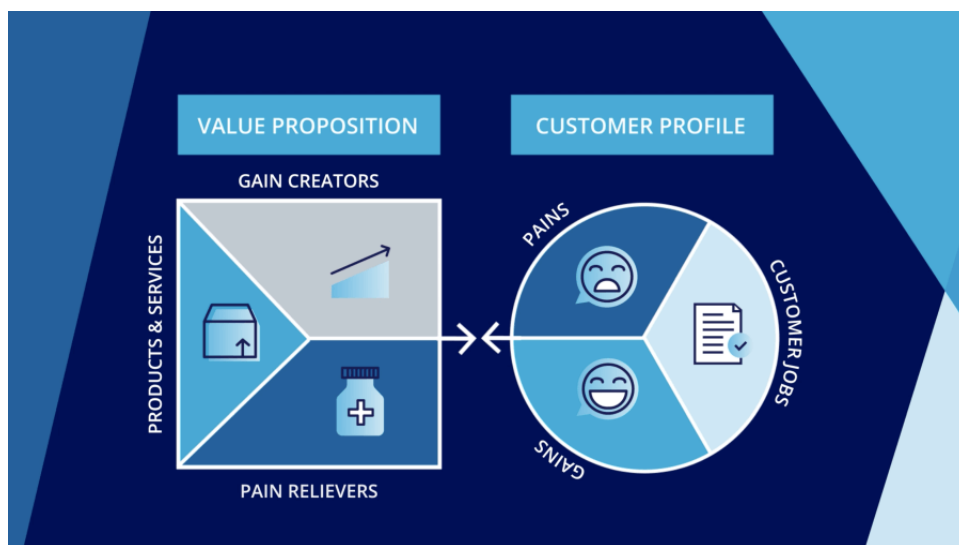 VALUE PROPOSITION
CUSTOMER PROFILE
GAIN CREATORS
PRODUCTS & SERVICES
PAIN RELIEVERS
PAINS
CUSTOMER JOBS
GAINS